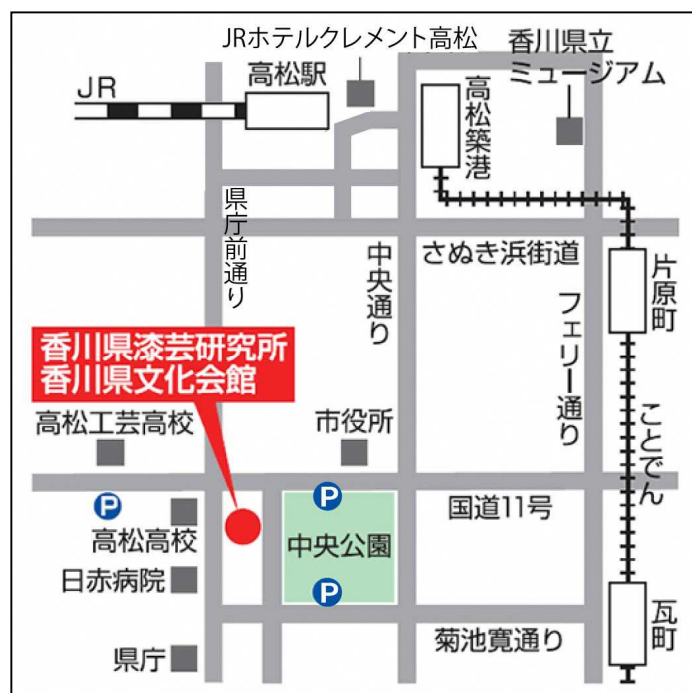 JRホテルクレメント高松
香川県立
ミュージアム
高松駅
JR
高松築港
県庁前通り
中央通り
さぬき浜街道
片原町
フェリー通り
香川県漆芸研究所
香川県文化会館
高松工芸高校
市役所
ことでん
P
P
国道11号
高松高校
中央公園
日赤病院
P
瓦町
菊池寛通り
県庁